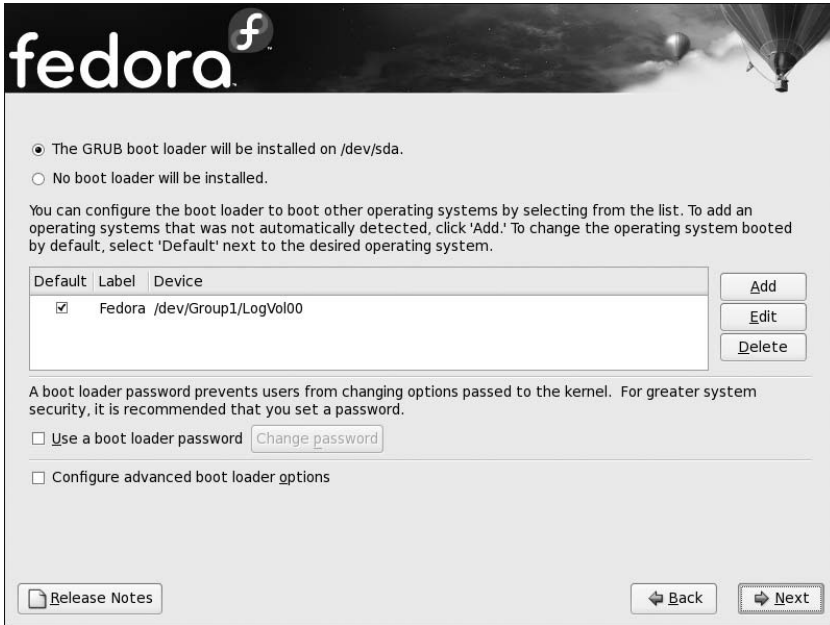 fedora
The GRUB boot loader will be installed on /dev/sda.
No boot loader will be installed.
You can configure the boot loader to boot other operating systems by selecting from the list. To add an
operating systems that was not automatically detected, click 'Add.' To change the operating system booted
by default, select 'Default' next to the desired operating system.
Default Label Device
Fedora /dev/Group1/LogVol00
Add
Edit
Delete
A boot loader password prevents users from changing options passed to the kernel. For greater system
security, it is recommended that you set a password.
Use a boot loader password Change password
Configure advanced boot loader options
Release Notes Back Next